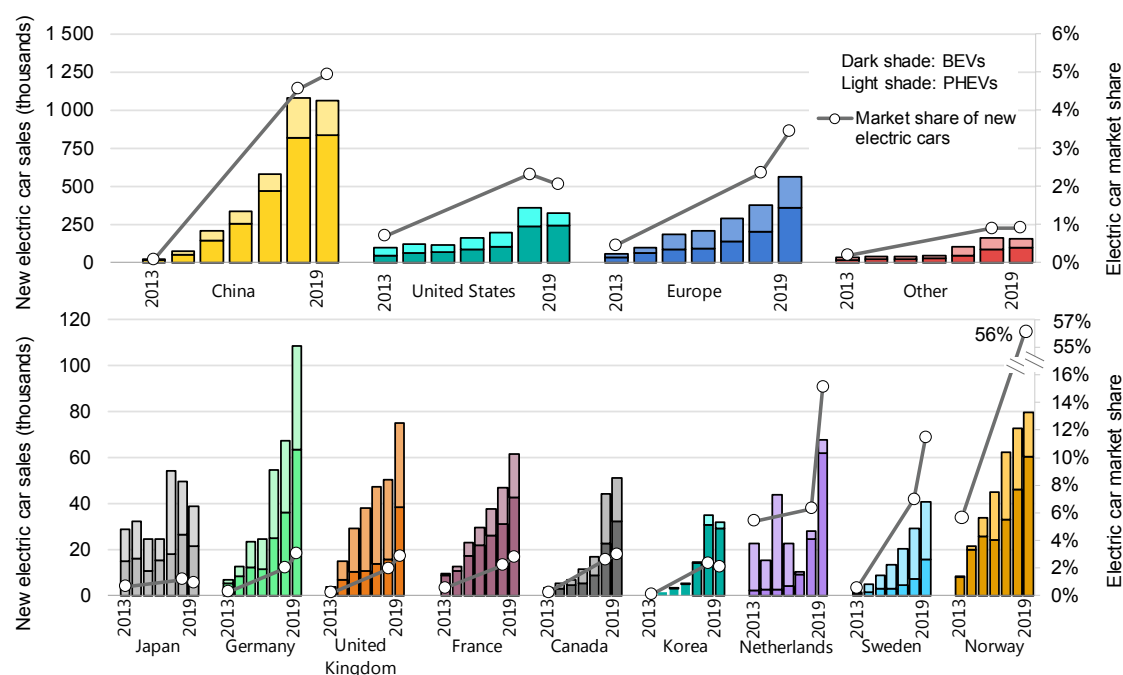 New electric car sales (thousands)
1 500
1 250
1 000
750
500
250
0
6%
5%
4%
3%
2%
1%
0%
Electric car market share
Dark shade: BEVs
Light shade: PHEVs
Market share of new
electric cars
2013
2019
China
2013
2019
United States
2013
2019
Europe
2013
2019
Other
New electric car sales (thousands)
120
100
80
60
40
20
0
57%
55%
16%
14%
12%
10%
8%
6%
4%
2%
0%
Electric car market share
56%
2013
2019
Japan
2013
2019
Germany
2013
2019
United
Kingdom
2013
2019
France
2013
2019
Canada
2013
2019
Korea
2013
2019
Netherlands
2013
2019
Sweden
2013
2019
Norway